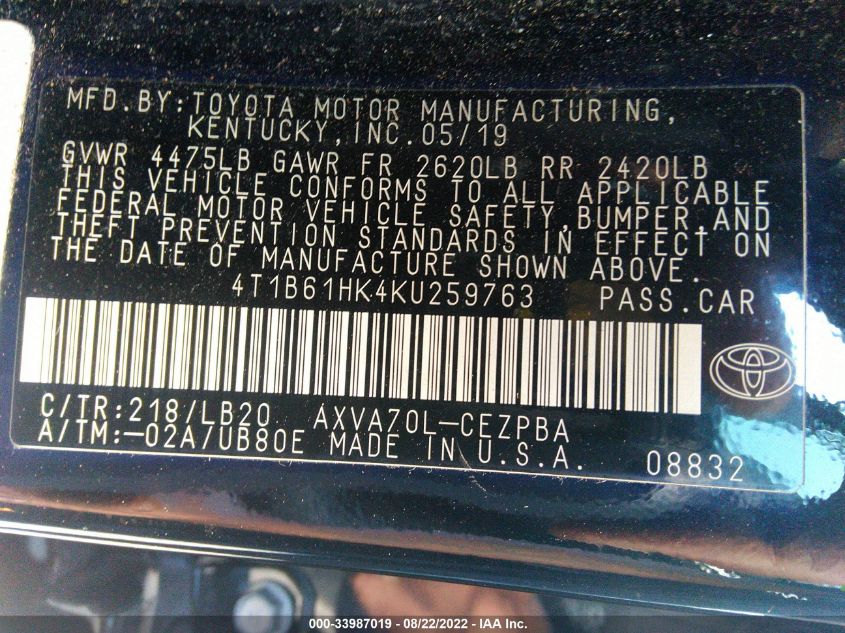 MFD.BY:TOYOTA MOTOR MANUFACTURING,
KENTUCKY,INC.05/19
GVWR 4475LB GAWR FR 2620LB RR 2420LB
THIS VEHICLE CONFORMS TO ALL APPLICABLE
FEDERAL MOTOR VEHICLE SAFETY,BUMPER,AND
THEFT PREVENTION STANDARDS IN EFFECT ON
THE DATE OF MANUFACTURE SHOWN ABOVE.
4T1B61HK4KU259763 PASS.CAR
C/TR:218/LB20 AXVA70L-CEZPBA
A/TM:-02A/UB80E MADE IN U.S.A. 08832
000-33987019 - 08/22/2022 - IAA Inc.